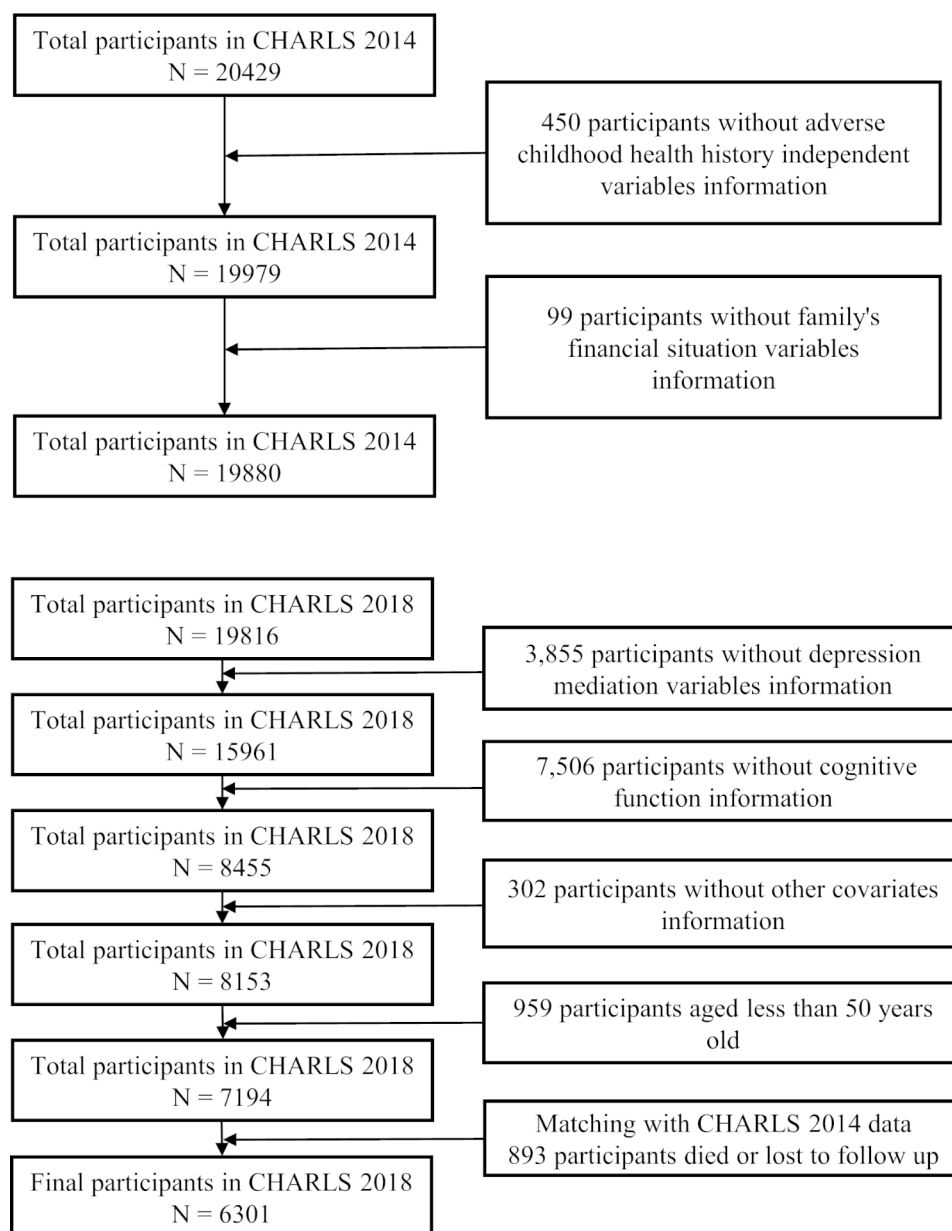 Total participants in CHARLS 2014
N = 20429
450 participants without adverse
childhood health history independent
variables information
Total participants in CHARLS 2014
N = 19979
99 participants without family's
financial situation variables
information
Total participants in CHARLS 2014
N = 19880
Total participants in CHARLS 2018
N = 19816
3,855 participants without depression
mediation variables information
Total participants in CHARLS 2018
N = 15961
7,506 participants without cognitive
function information
Total participants in CHARLS 2018
N = 8455
302 participants without other covariates
information
Total participants in CHARLS 2018
N = 8153
959 participants aged less than 50 years
old
Total participants in CHARLS 2018
N = 7194
Matching with CHARLS 2014 data
893 participants died or lost to follow up
Final participants in CHARLS 2018
N = 6301